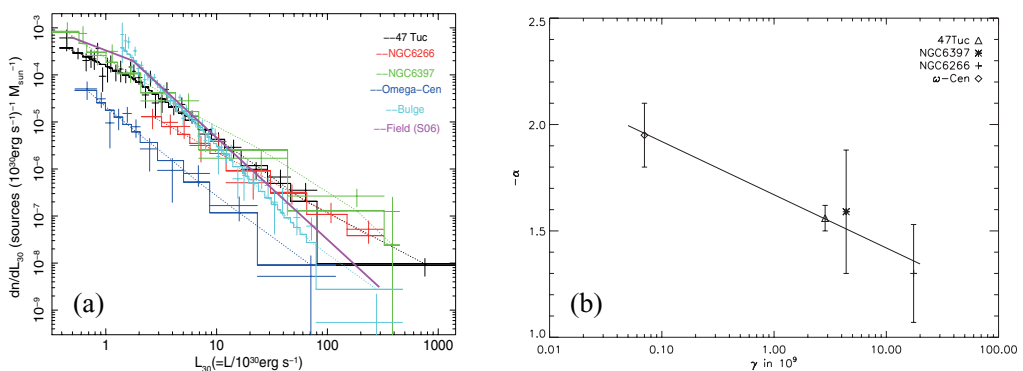 10⁻³
10⁻⁴
10⁻⁵
10⁻⁶
10⁻⁷
10⁻⁸
10⁻⁹
dn/dL₃₀ (sources (10³⁰erg s⁻¹)⁻¹ M_sun⁻¹)
--47 Tuc
--NGC6266
--NGC6397
--Omega-Cen
--Bulge
--Field (S06)
(a)
1 10 100 1000
L₃₀(=L/10³⁰erg s⁻¹)
-2.5
2.0
1.5
1.0
-α
47Tuc △
NGC6397 ✳
NGC6266 +
ω-Cen ◇
(b)
0.01 0.10 1.00 10.00 100.00
γ in 10⁹